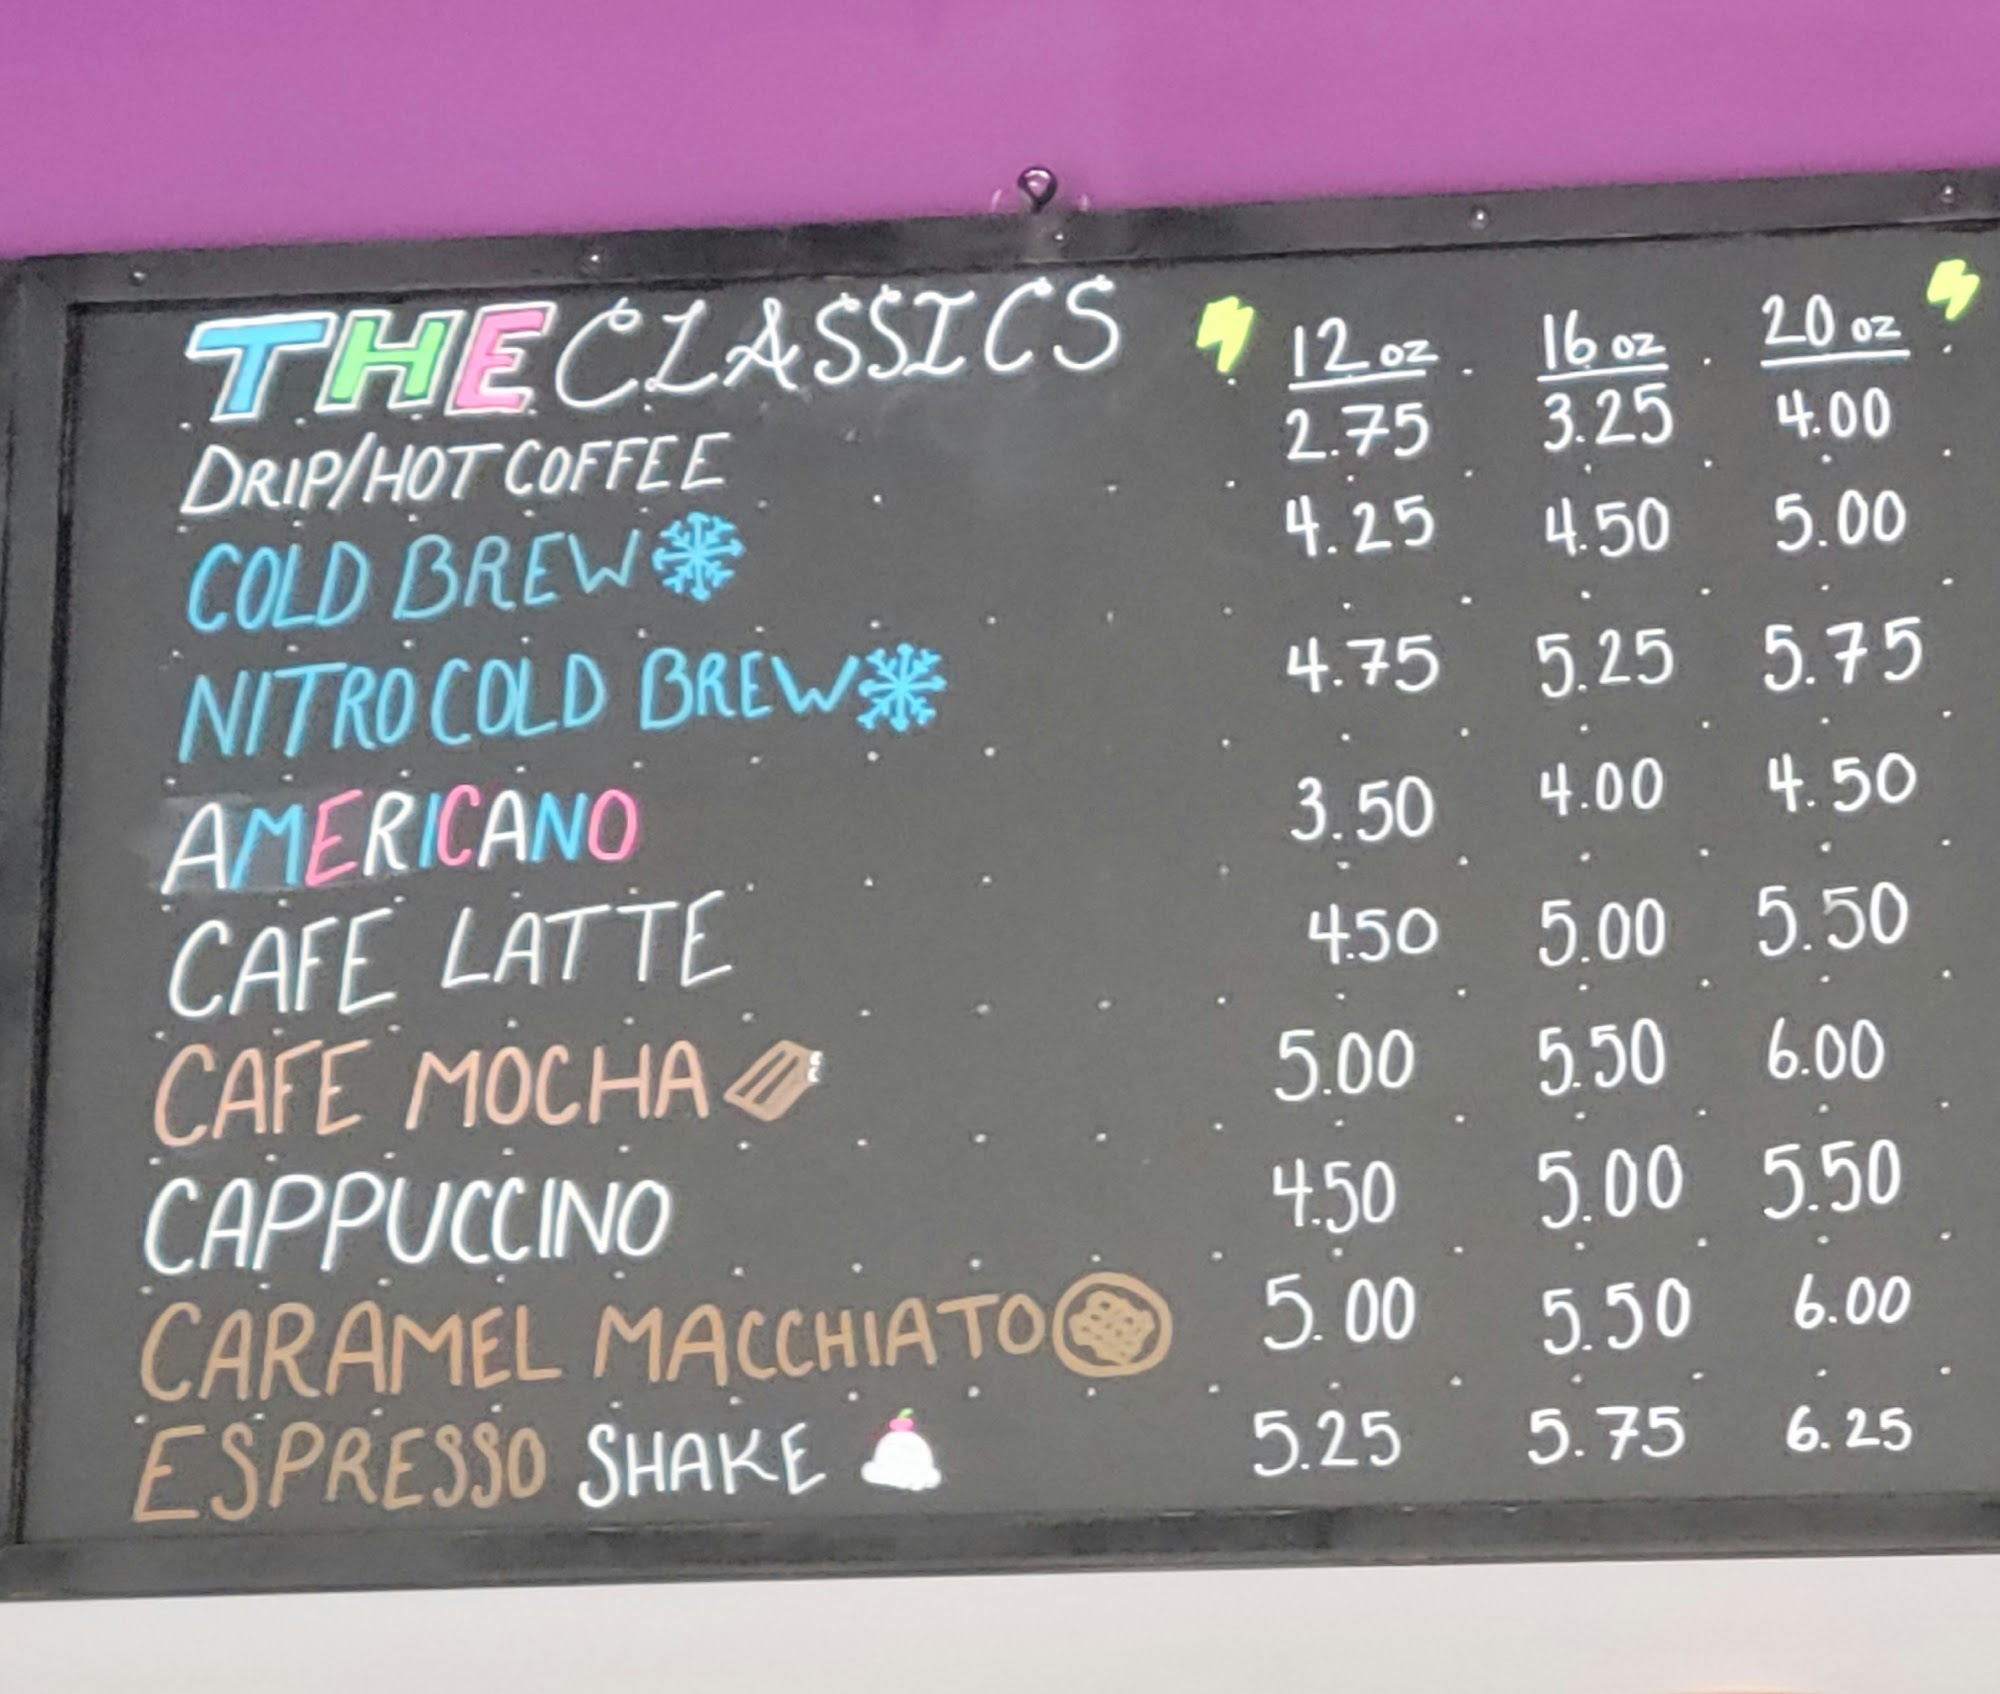 THE CLASSICS 12 oz 16 oz 20 oz
DRIP/HOT COFFEE 2.75 3.25 4.00
COLD BREW 4.25 4.50 5.00
NITRO COLD BREW 4.75 5.25 5.75
AMERICANO 3.50 4.00 4.50
CAFE LATTE 4.50 5.00 5.50
CAFE MOCHA 5.00 5.50 6.00
CAPPUCCINO 4.50 5.00 5.50
CARAMEL MACCHIATO 5.00 5.50 6.00
ESPRESSO SHAKE 5.25 5.75 6.25